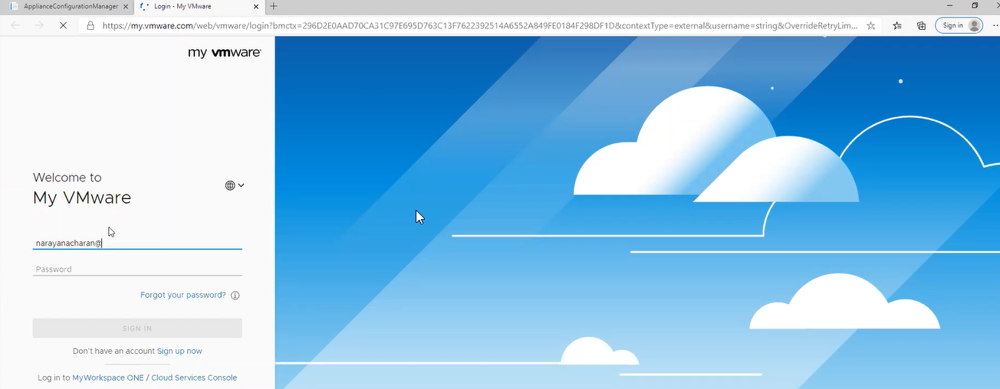 ApplianceConfigurationManager
Login - My VMware
https://my.vmware.com/web/vmware/login?bmctx=296D2E0AAD70CA31C97E695D763C13F7622392514A6552A849FE0184F298DF1D&contextType=external&username=string&OverrideRetryLim...
Sign in
my vmware
Welcome to
My VMware
narayanacharan@
Password
Forgot your password?
SIGN IN
Don't have an account Sign up now
Log in to MyWorkspace ONE / Cloud Services Console